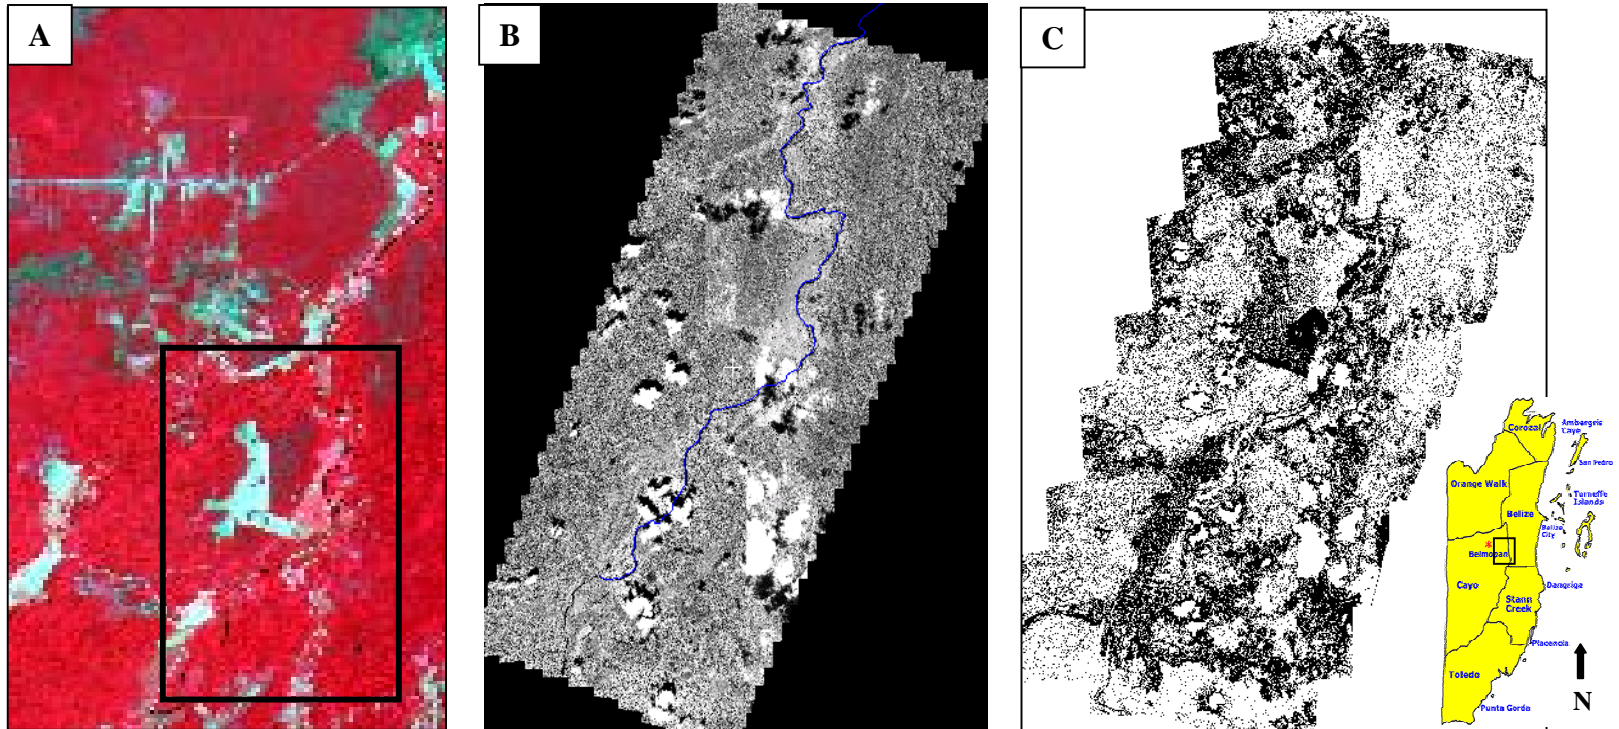 A
B
C
Corozal
Ambergris
Caye
San Pedro
Orange Walk
Turneffe
Islands
Belize
Belize
City
Belmopan
Cayo
Dangriga
Stann
Creek
Placencia
Toledo
Punta Gorda
N